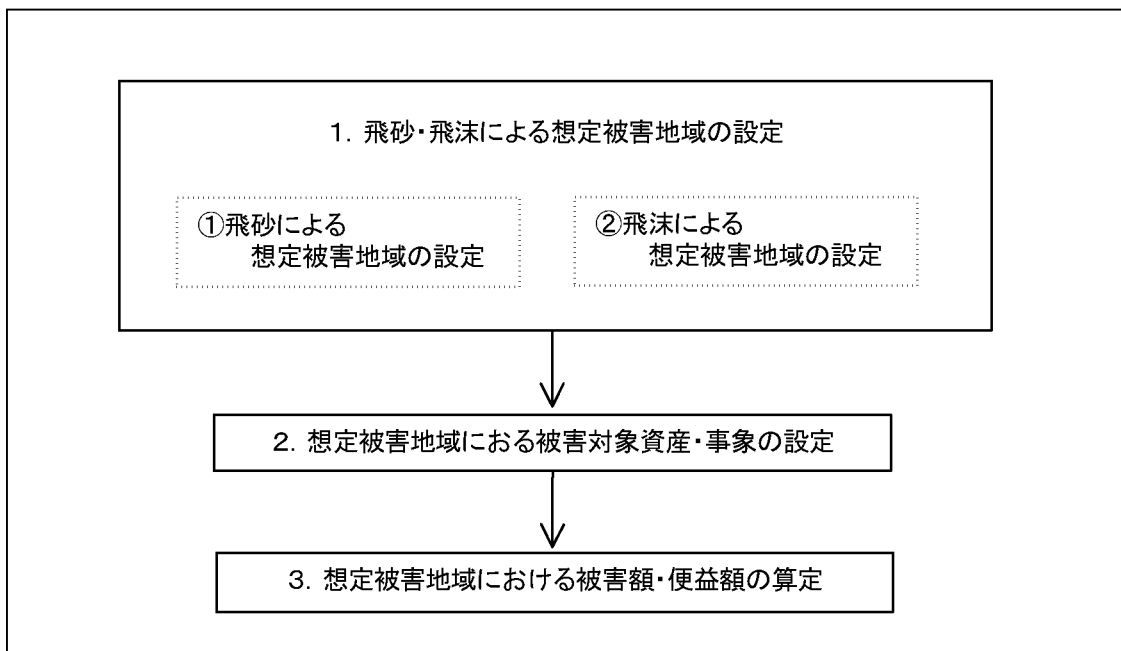 1．飛砂・飛沫による想定被害地域の設定
①飛砂による
想定被害地域の設定
②飛沫による
想定被害地域の設定
2．想定被害地域におる被害対象資産・事象の設定
3．想定被害地域における被害額・便益額の算定